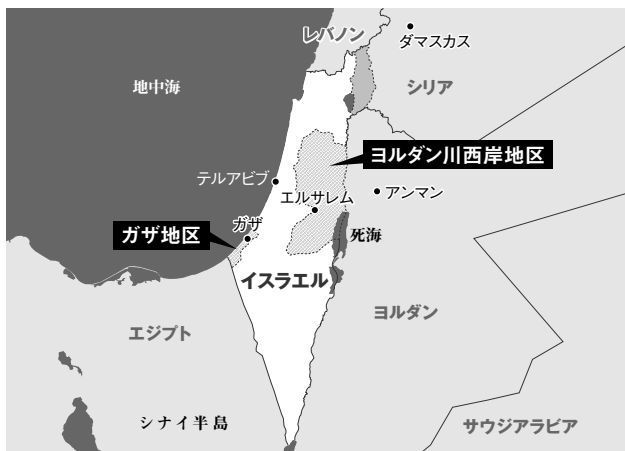 レバノン
ダマスカス
地中海
シリア
ヨルダン川西岸地区
テルアビブ
エルサレム
アンマン
ガザ
ガザ地区
死海
イスラエル
ヨルダン
エジプト
シナイ半島
サウジアラビア